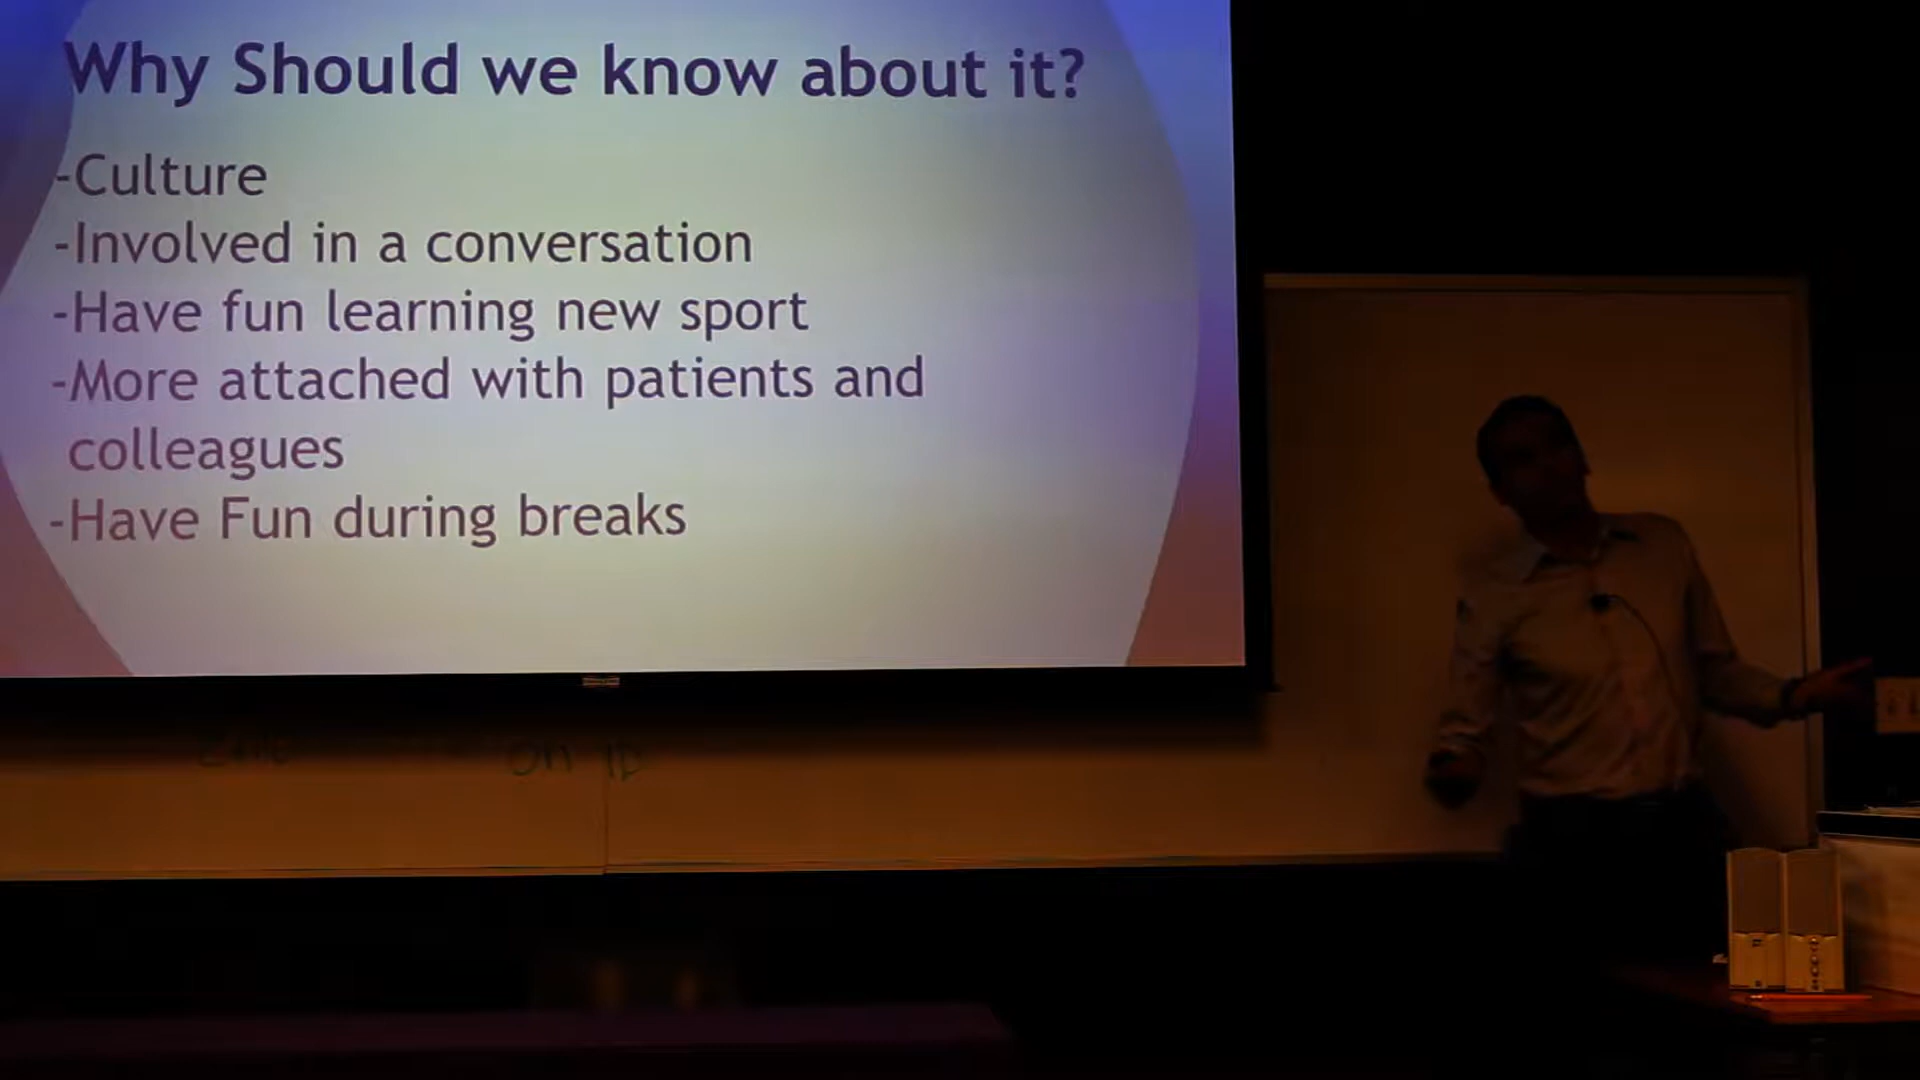 Why Should we know about it?
-Culture
-Involved in a conversation
-Have fun learning new sport
-More attached with patients and
colleagues
-Have Fun during breaks
on